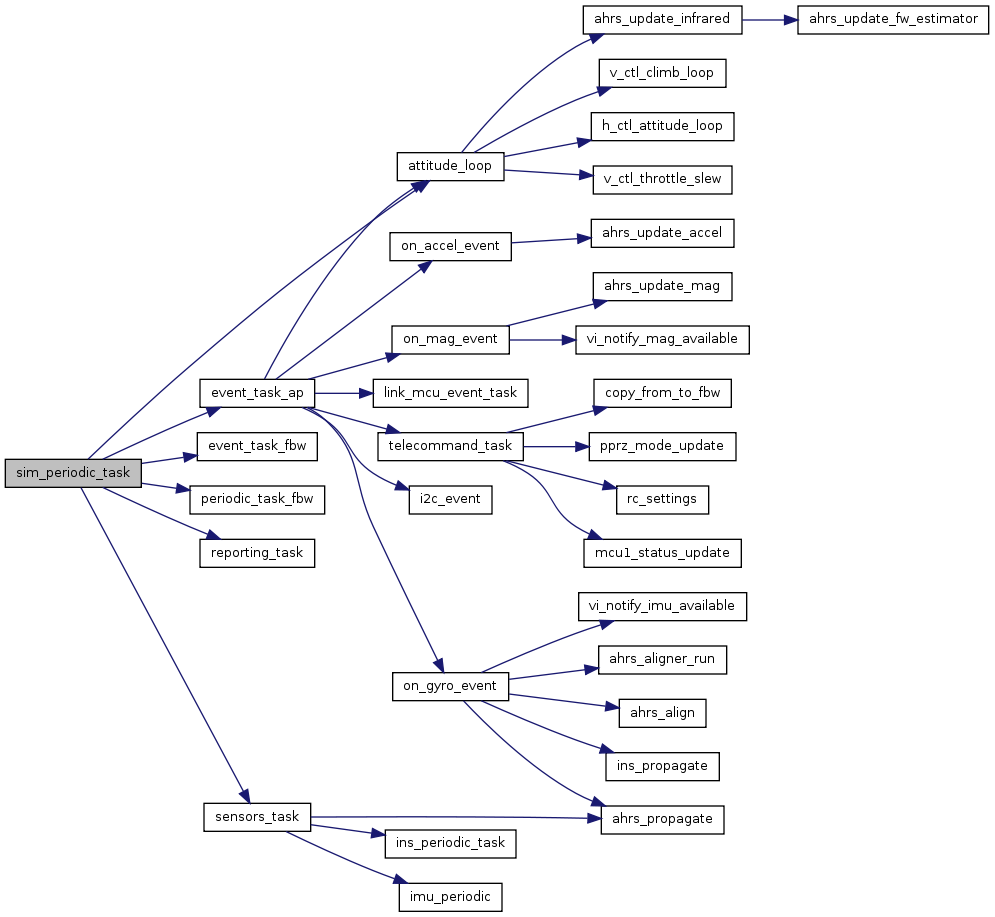 ahrs_update_infrared
ahrs_update_fw_estimator
v_ctl_climb_loop
h_ctl_attitude_loop
attitude_loop
v_ctl_throttle_slew
ahrs_update_accel
on_accel_event
ahrs_update_mag
on_mag_event
vi_notify_mag_available
event_task_ap
link_mcu_event_task
copy_from_to_fbw
event_task_fbw
telecommand_task
pprz_mode_update
sim_periodic_task
periodic_task_fbw
i2c_event
rc_settings
reporting_task
mcu1_status_update
vi_notify_imu_available
ahrs_aligner_run
on_gyro_event
ahrs_align
ins_propagate
sensors_task
ahrs_propagate
ins_periodic_task
imu_periodic